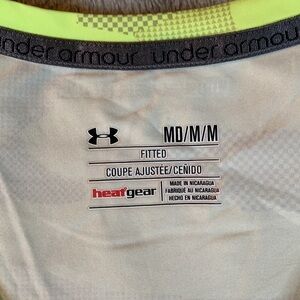 under armour under armour
MD/M/M
FITTED
COUPE AJUSTÉE/CEÑIDO
heatgear
MADE IN NICARAGUA
FABRIQUÉ AU NICARAGUA
HECHO EN NICARAGUA